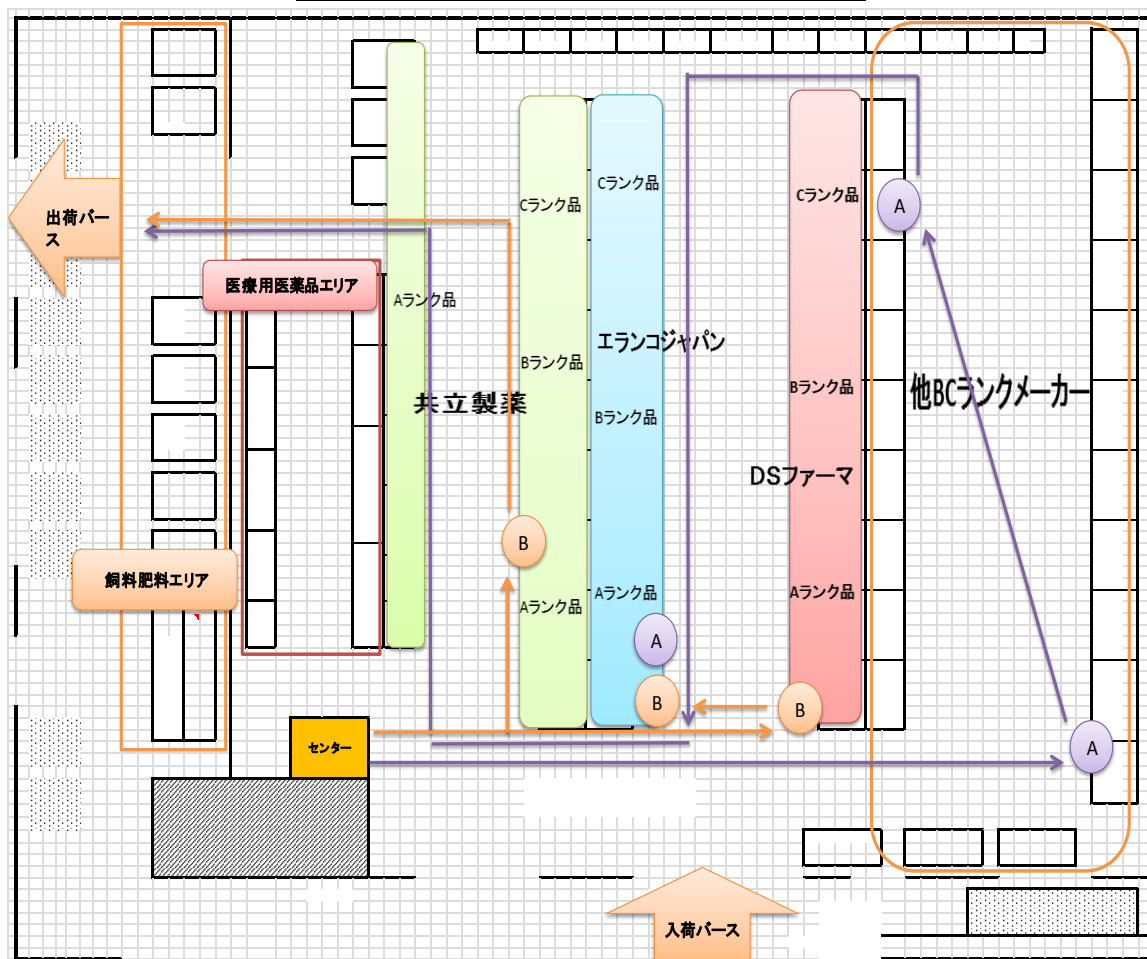 Cランク品
Cランク品
Cランク品
A
出荷バー
ス
医療用医薬品エリア
Aランク品
エランコジャパン
Bランク品
Bランク品
他BCランクメーカー
共立製薬
Bランク品
DSファーマ
B
飼料肥料エリア
Aランク品
Aランク品
Aランク品
A
B
B
センター
A
入荷バース